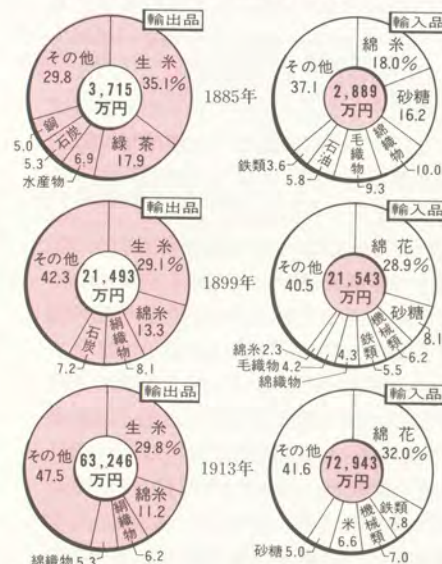 輸出品
生糸
35.1%
緑茶
17.9
水産物
6.9
石炭
5.3
銅
5.0
その他
29.8
3,715
万円
1885年
輸入品
綿糸
18.0%
砂糖
16.2
綿織物
10.0
毛織物
9.3
石油
5.8
鉄類3.6
その他
37.1
2,889
万円
輸出品
生糸
29.1%
綿糸
13.3
絹織物
8.1
石炭
7.2
その他
42.3
21,493
万円
1899年
輸入品
綿花
28.9%
砂糖
8.1
機械類
6.2
鉄類
5.5
綿織物
4.3
毛織物4.2
綿糸2.3
その他
40.5
21,543
万円
輸出品
生糸
29.8%
綿糸
11.2
絹織物
6.2
綿織物5.3
その他
47.5
63,246
万円
1913年
輸入品
綿花
32.0%
鉄類
7.8
機械類
7.0
米
6.6
砂糖5.0
その他
41.6
72,943
万円